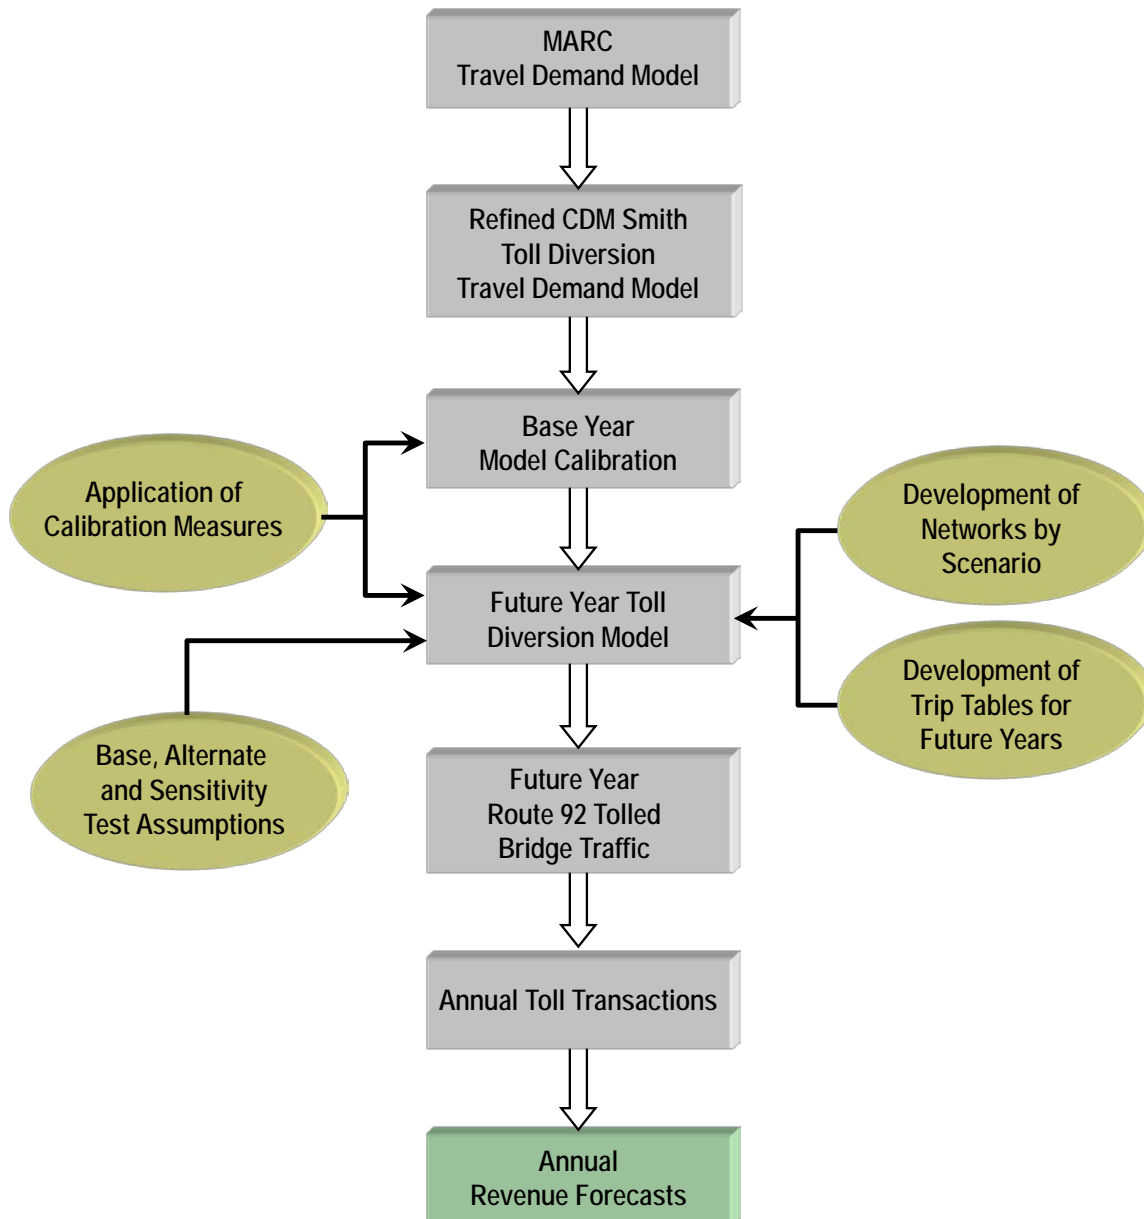 MARC
Travel Demand Model
Refined CDM Smith
Toll Diversion
Travel Demand Model
Base Year
Model Calibration
Application of
Calibration Measures
Development of
Networks by
Scenario
Future Year Toll
Diversion Model
Development of
Trip Tables for
Future Years
Base, Alternate
and Sensitivity
Test Assumptions
Future Year
Route 92 Tolled
Bridge Traffic
Annual Toll Transactions
Annual
Revenue Forecasts